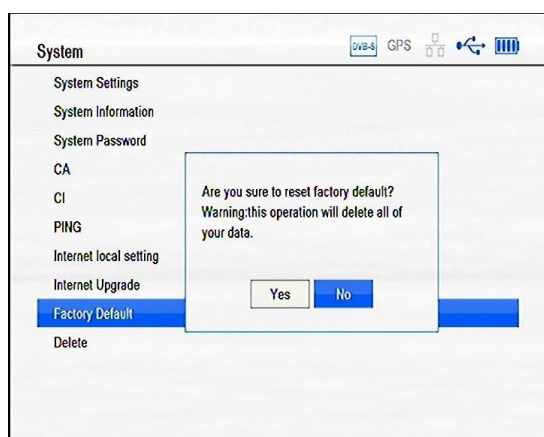 System
DVB-S GPS
System Settings
System Information
System Password
CA
CI
PING
Internet local setting
Internet Upgrade
Factory Default
Delete
Are you sure to reset factory default?
Warning:this operation will delete all of
your data.
Yes No